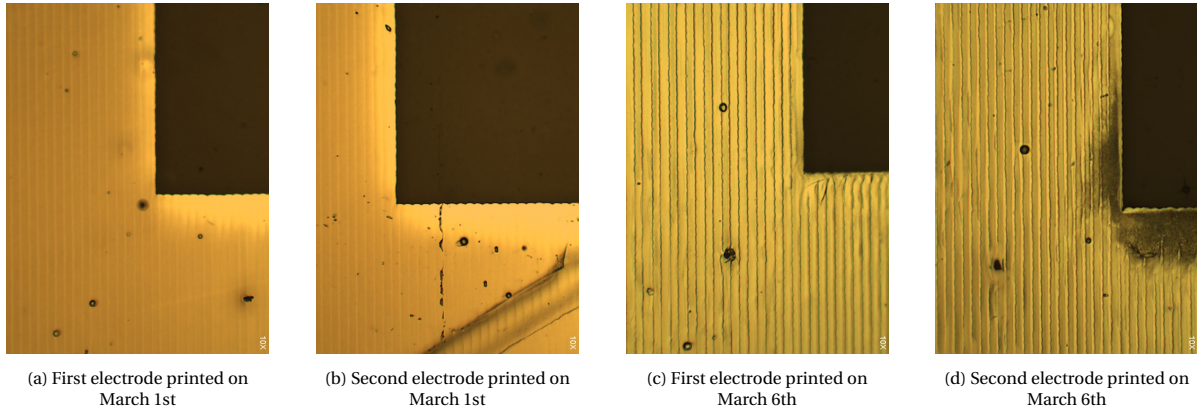 10X
10X
10X
10X
(a) First electrode printed on
March 1st
(b) Second electrode printed on
March 1st
(c) First electrode printed on
March 6th
(d) Second electrode printed on
March 6th